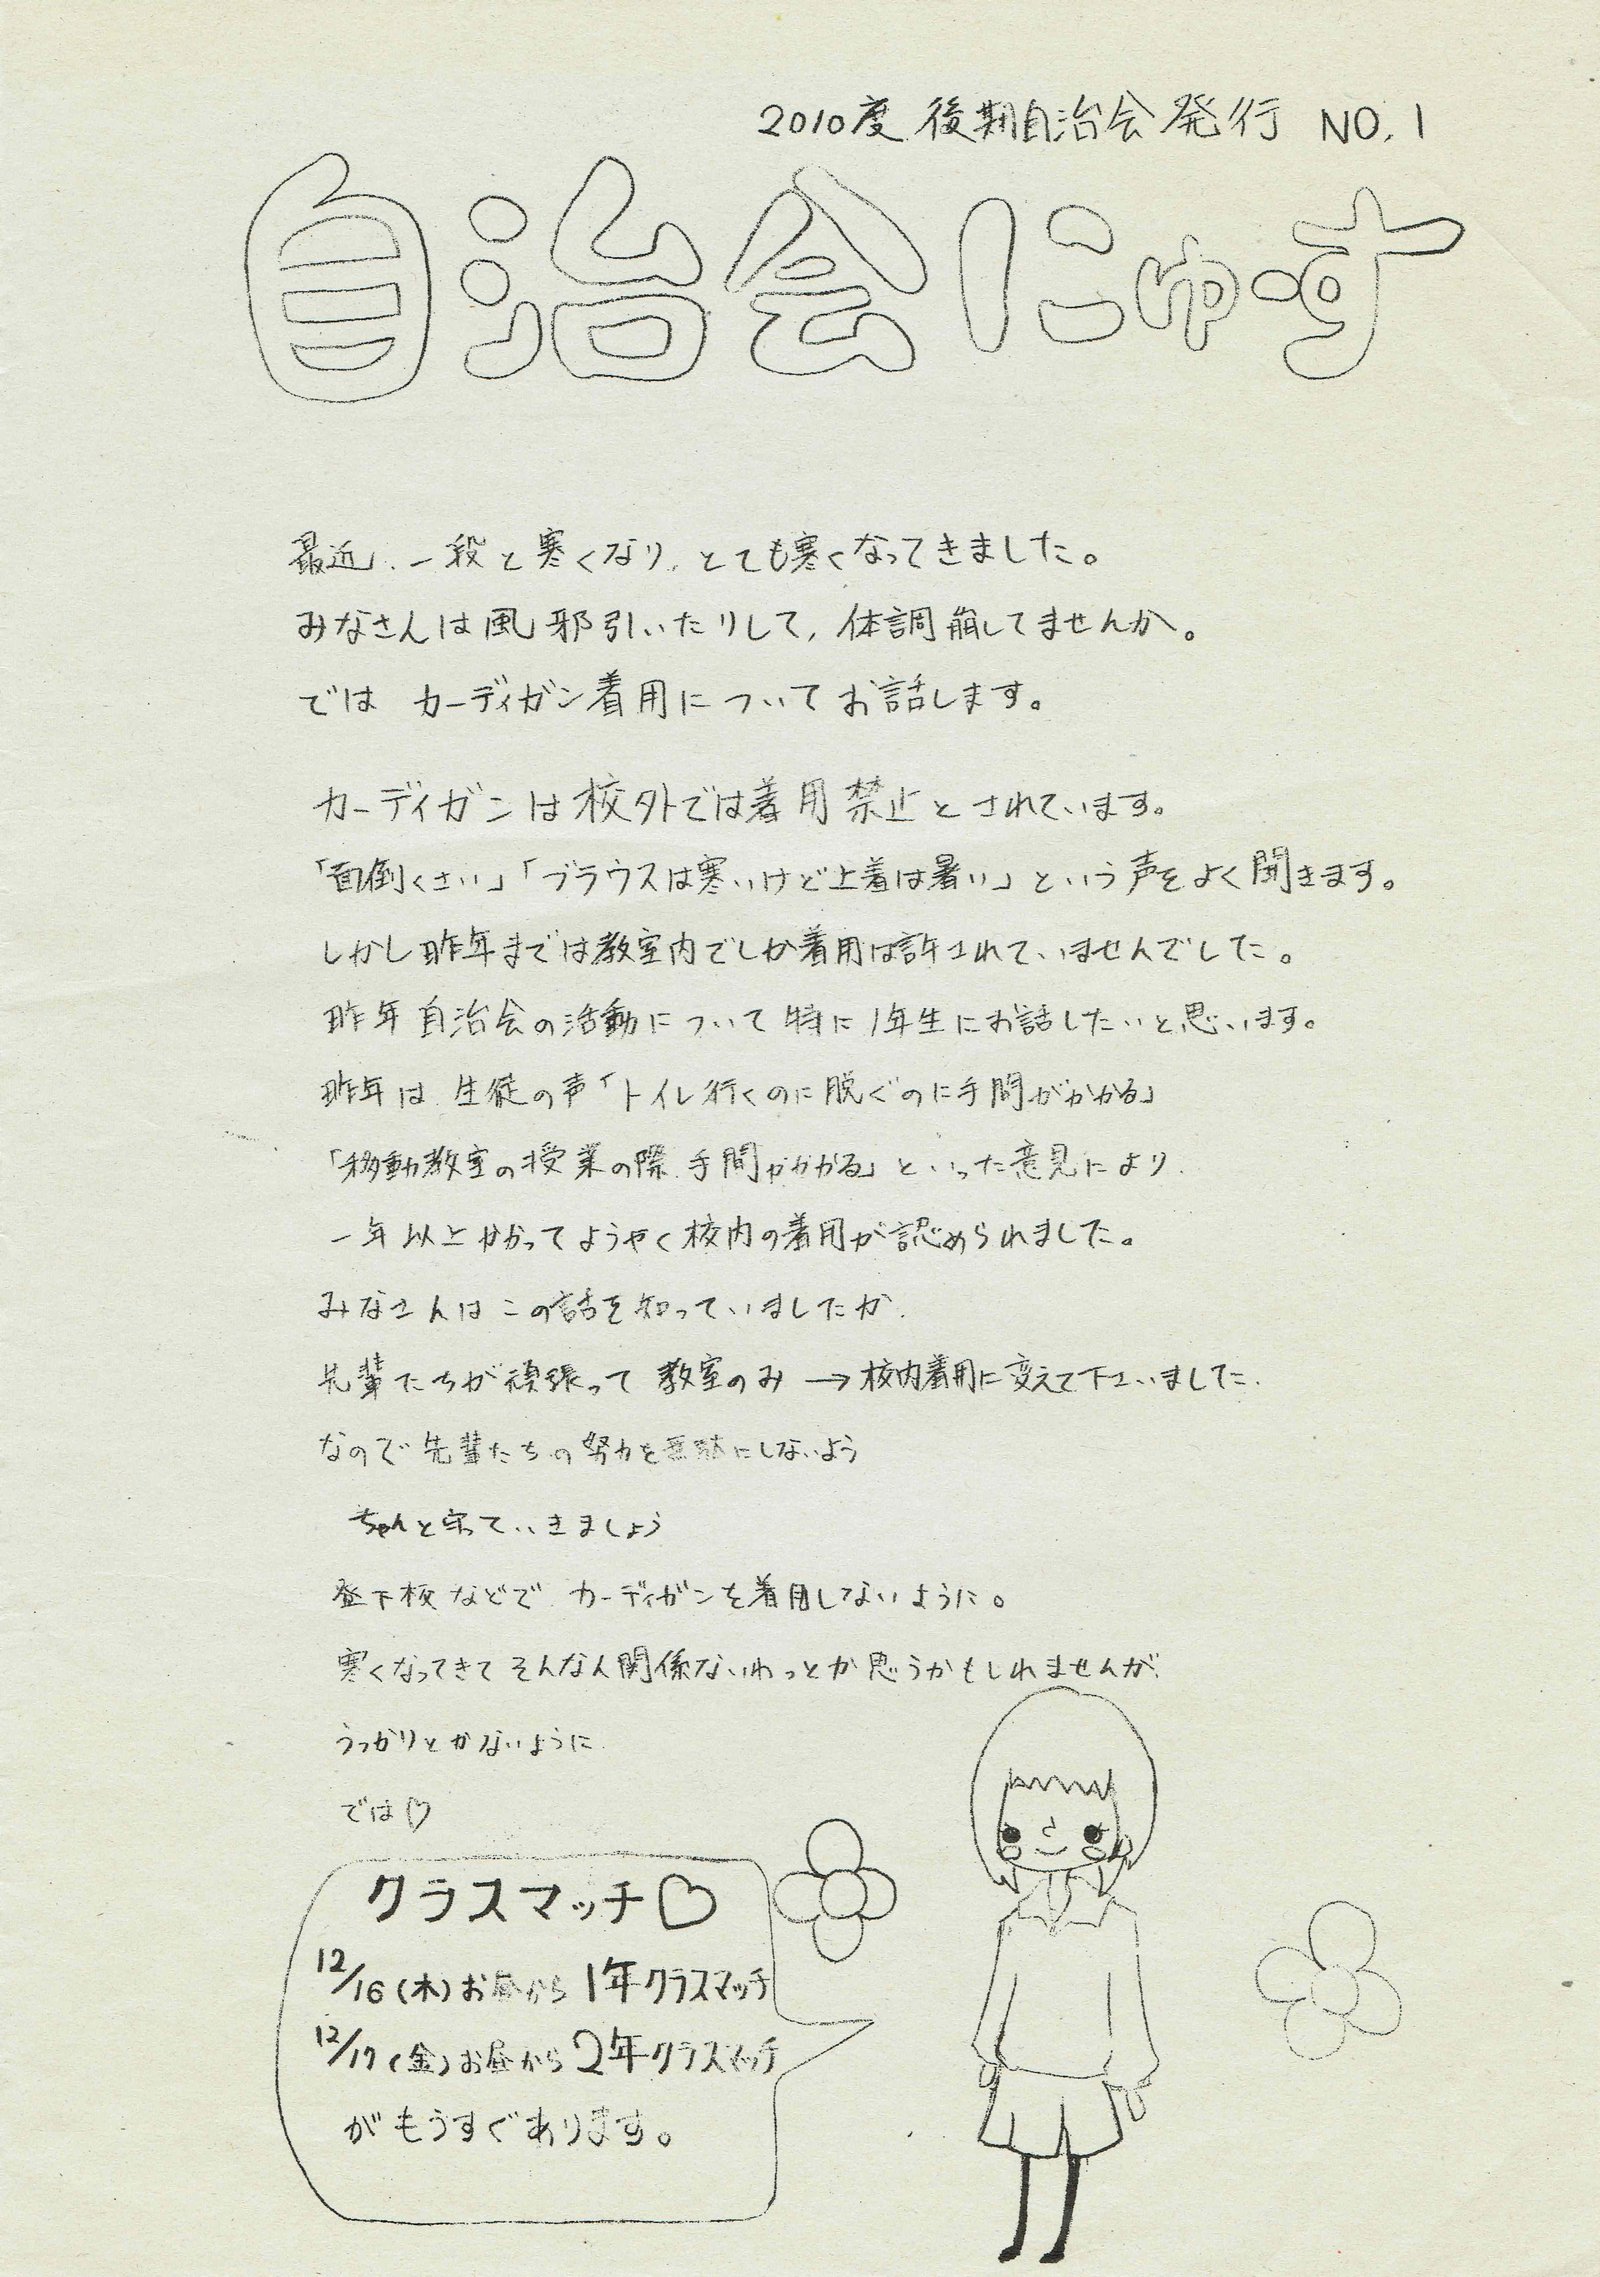 2010度 後期自治会発行 NO.1
自治会にゅーす
最近、一段と寒くなり、とても寒くなってきました。
みなさんは風邪引いたりして、体調崩してませんか。
では カーディガン着用についてお話します。
カーディガンは校外では着用禁止とされています。
「面倒くさい」「ブラウスは寒いけど上着は暑い」という声をよく聞きます。
しかし昨年までは教室内でしか着用は許されていませんでした。
昨年自治会の活動について特に1年生にお話したいと思います。
昨年は 生徒の声「トイレ行くのに脱ぐのに手間がかかる」
「移動教室の授業の際、手間がかかる」といった意見により、
一年以上かかってようやく校内の着用が認められました。
みなさんはこの話を知っていましたか、
先輩たちが頑張って 教室のみ→校内着用に変えて下さいました、
なので先輩たちの努力を無駄にしないよう
ちゃんと守っていきましょう
登下校などで、カーディガンを着用しないように。
寒くなってきてそんなん関係ないわっとか思うかもしれませんが、
うっかりとかないように
では♡
クラスマッチ♡
12/16(木)お昼から 1年クラスマッチ
12/17(金)お昼から 2年クラスマッチ
がもうすぐあります。